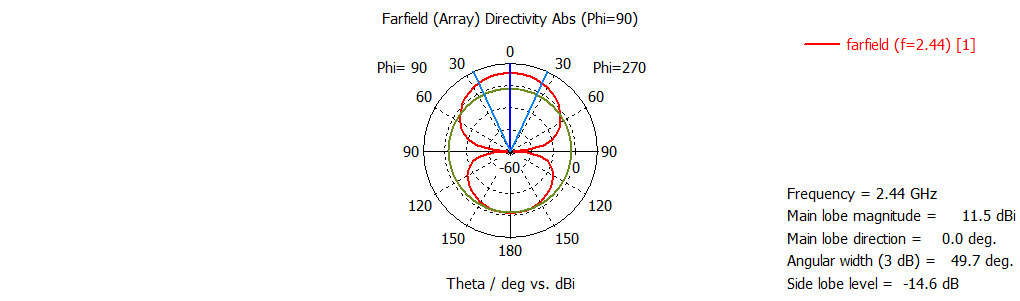 Farfield (Array) Directivity Abs (Phi=90)
farfield (f=2.44) [1]
0
30
30
Phi= 90
Phi=270
60
60
90
90
-60
0
120
120
150
150
180
Theta / deg vs. dBi
Frequency = 2.44 GHz
Main lobe magnitude = 11.5 dBi
Main lobe direction = 0.0 deg.
Angular width (3 dB) = 49.7 deg.
Side lobe level = -14.6 dB